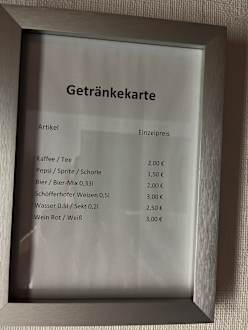 Getränkekarte
Artikel Einzelpreis
Kaffee / Tee 2,00 €
Pepsi / Sprite / Schorle 1,50 €
Bier / Bier-Mix 0,33l 2,00 €
Schöfferhofer Weizen 0,5l 3,00 €
Wasser 0,5l / Sekt 0,2l 2,50 €
Wein Rot / Weiß 3,00 €